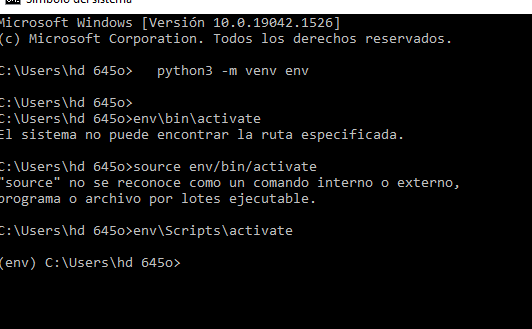 Símbolo del sistema
Microsoft Windows [Versión 10.0.19042.1526]
(c) Microsoft Corporation. Todos los derechos reservados.
C:\Users\hd 645o>   python3 -m venv env
C:\Users\hd 645o>
C:\Users\hd 645o>env\bin\activate
El sistema no puede encontrar la ruta especificada.
C:\Users\hd 645o>source env/bin/activate
"source" no se reconoce como un comando interno o externo,
programa o archivo por lotes ejecutable.
C:\Users\hd 645o>env\Scripts\activate
(env) C:\Users\hd 645o>